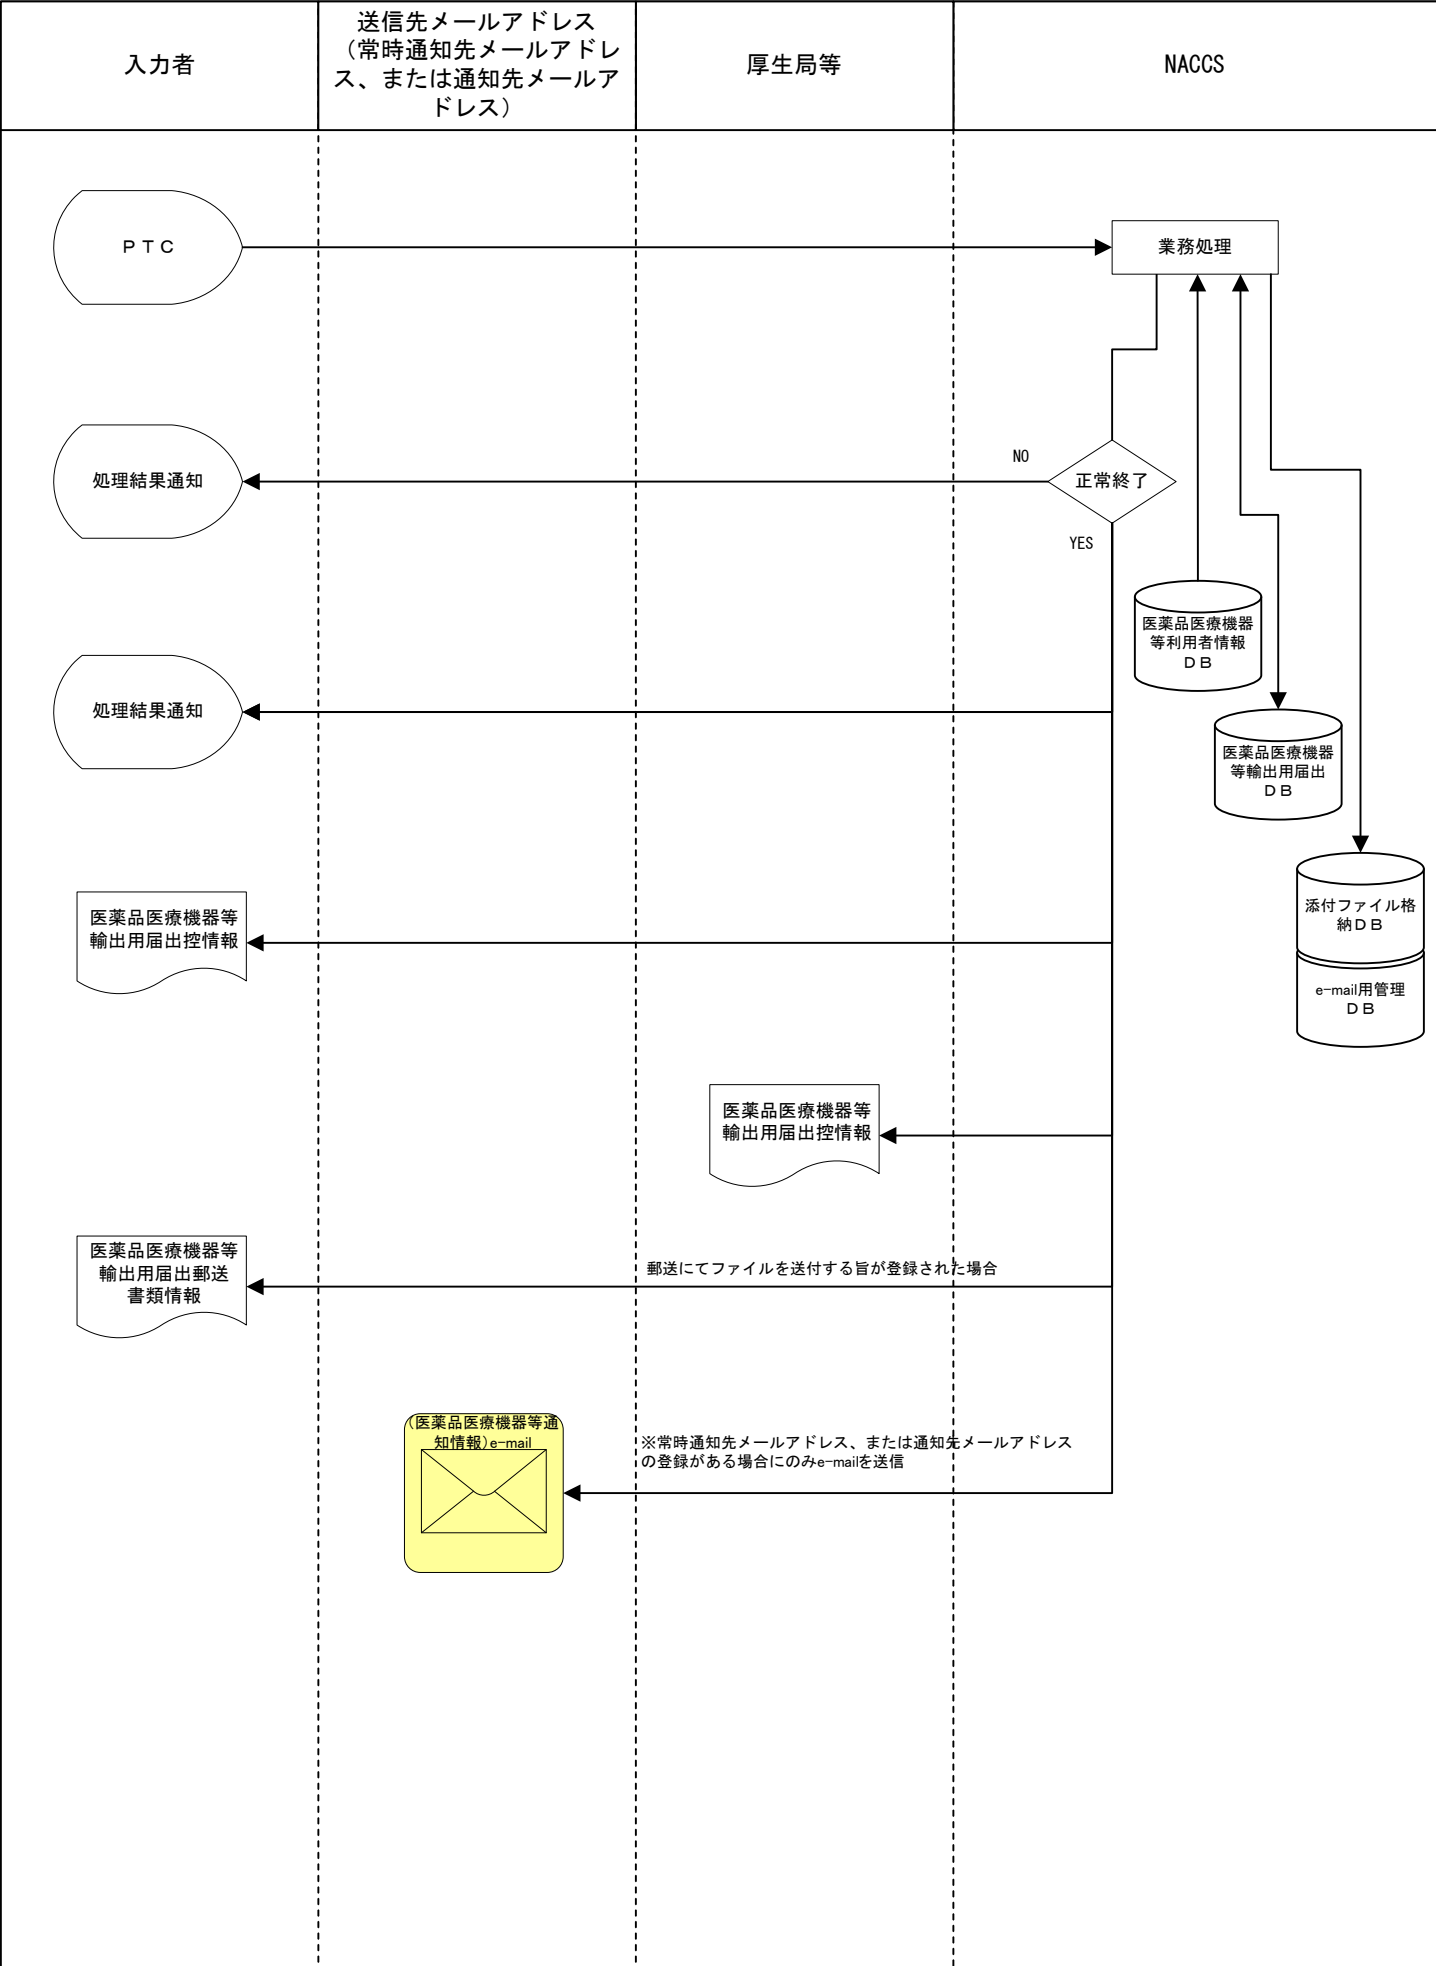 入力者
送信先メールアドレス
（常時通知先メールアドレ
ス、または通知先メールア
ドレス）
厚生局等
NACCS
ＰＴＣ
業務処理
処理結果通知
NO
正常終了
YES
医薬品医療機器
等利用者情報
ＤＢ
処理結果通知
医薬品医療機器
等輸出用届出
ＤＢ
添付ファイル格
納ＤＢ
e-mail用管理
ＤＢ
医薬品医療機器等
輸出用届出控情報
医薬品医療機器等
輸出用届出控情報
医薬品医療機器等
輸出用届出郵送
書類情報
郵送にてファイルを送付する旨が登録された場合
(医薬品医療機器等通
知情報)e-mail
※常時通知先メールアドレス、または通知先メールアドレス
の登録がある場合にのみe-mailを送信